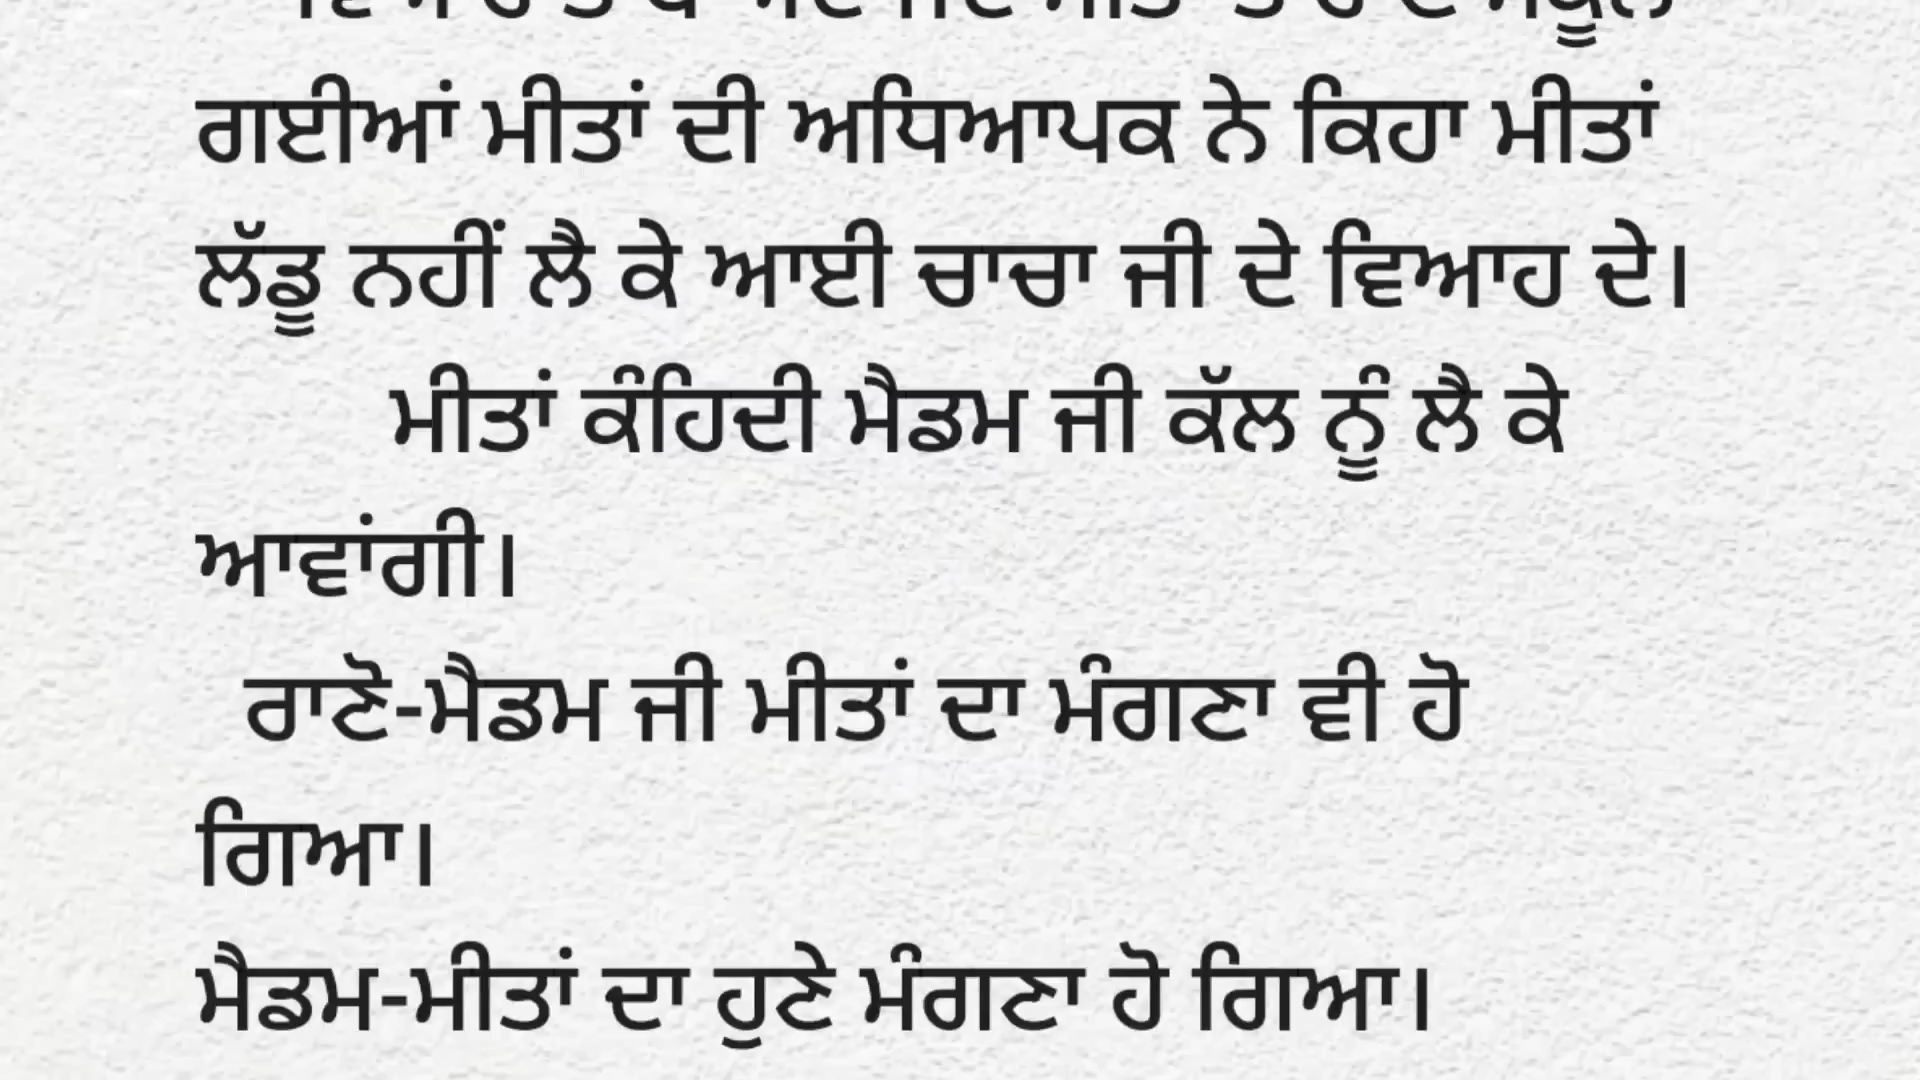 ਗਈਆਂ ਮੀਤਾਂ ਦੀ ਅਧਿਆਪਕ ਨੇ ਕਿਹਾ ਮੀਤਾਂ
ਲੱਡੂ ਨਹੀਂ ਲੈ ਕੇ ਆਈ ਚਾਚਾ ਜੀ ਦੇ ਵਿਆਹ ਦੇ।
ਮੀਤਾਂ ਕੰਹਿਦੀ ਮੈਡਮ ਜੀ ਕੱਲ ਨੂੰ ਲੈ ਕੇ
ਆਵਾਂਗੀ।
ਰਾਣੋ-ਮੈਡਮ ਜੀ ਮੀਤਾਂ ਦਾ ਮੰਗਣਾ ਵੀ ਹੋ
ਗਿਆ।
ਮੈਡਮ-ਮੀਤਾਂ ਦਾ ਹੁਣੇ ਮੰਗਣਾ ਹੋ ਗਿਆ।